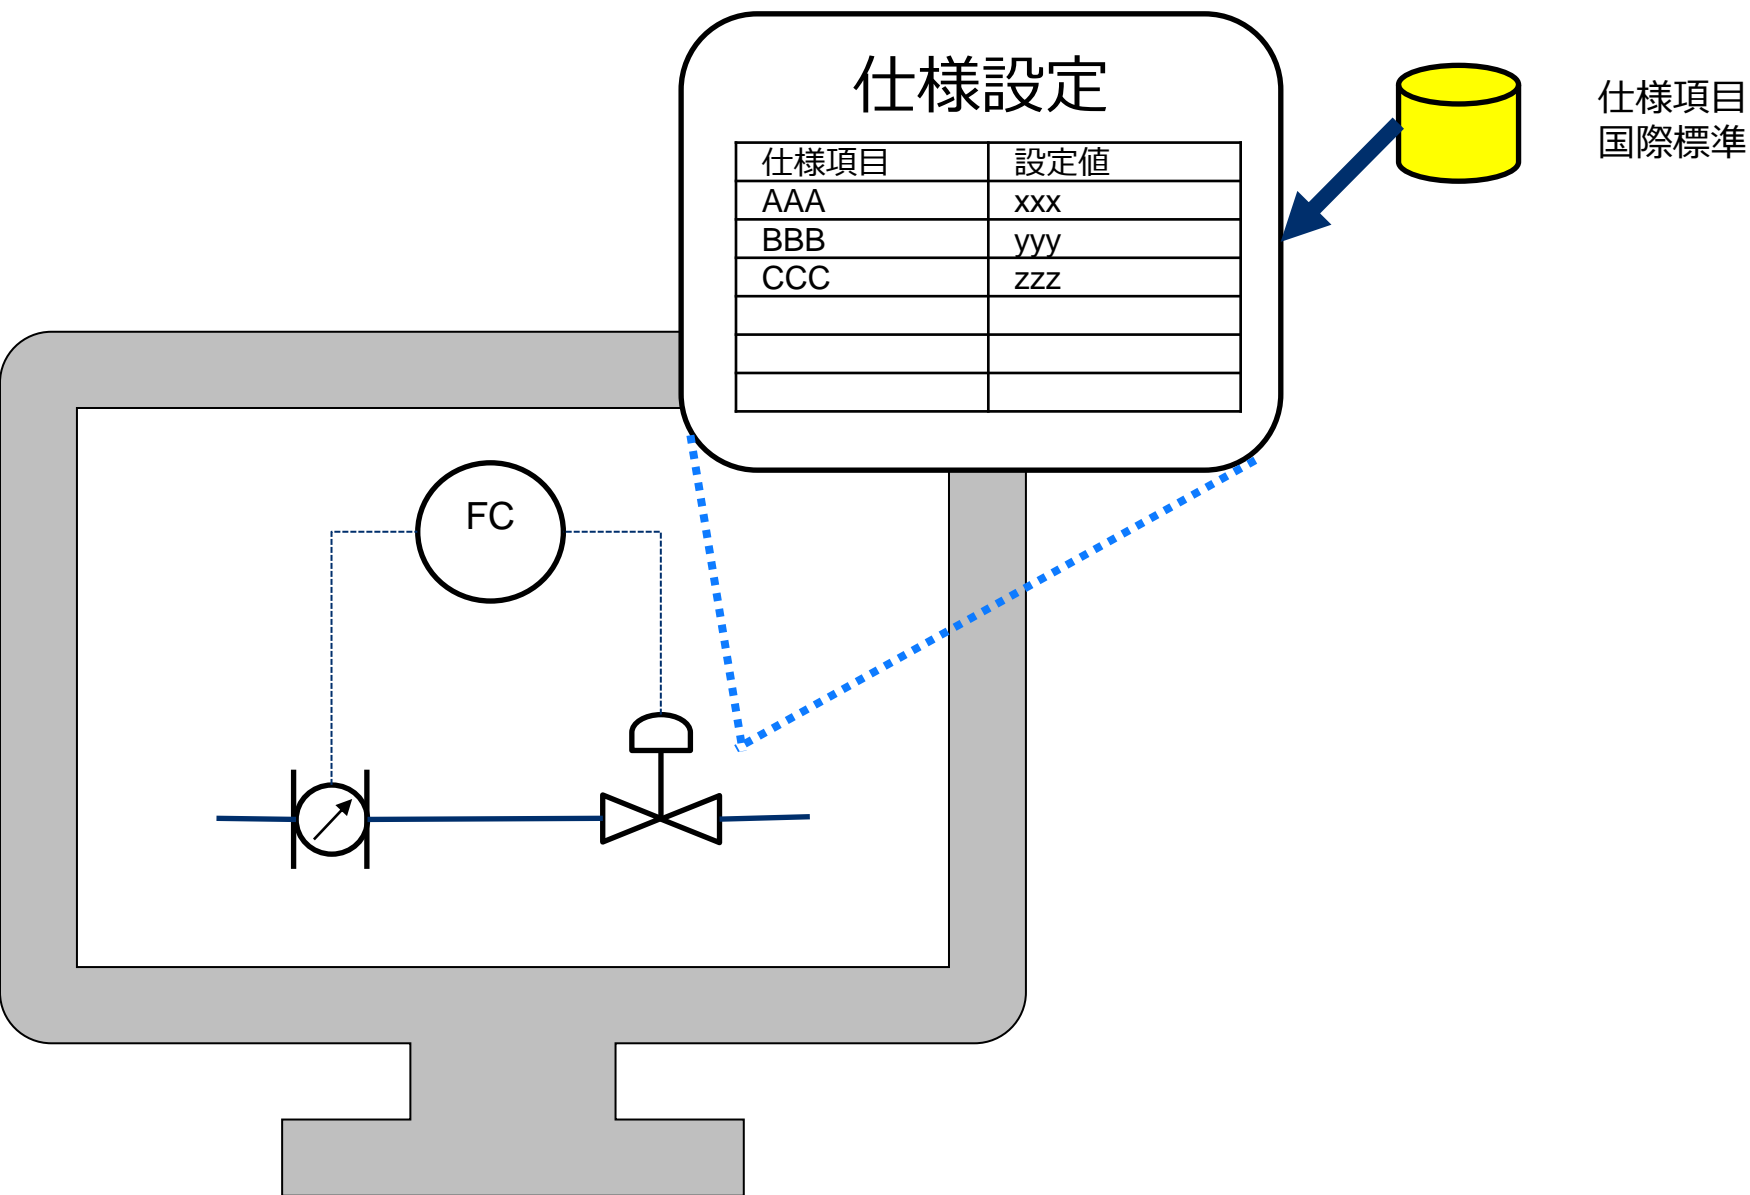 仕様設定
仕様項目 設定値
AAA xxx
BBB yyy
CCC zzz
仕様項目
国際標準
FC